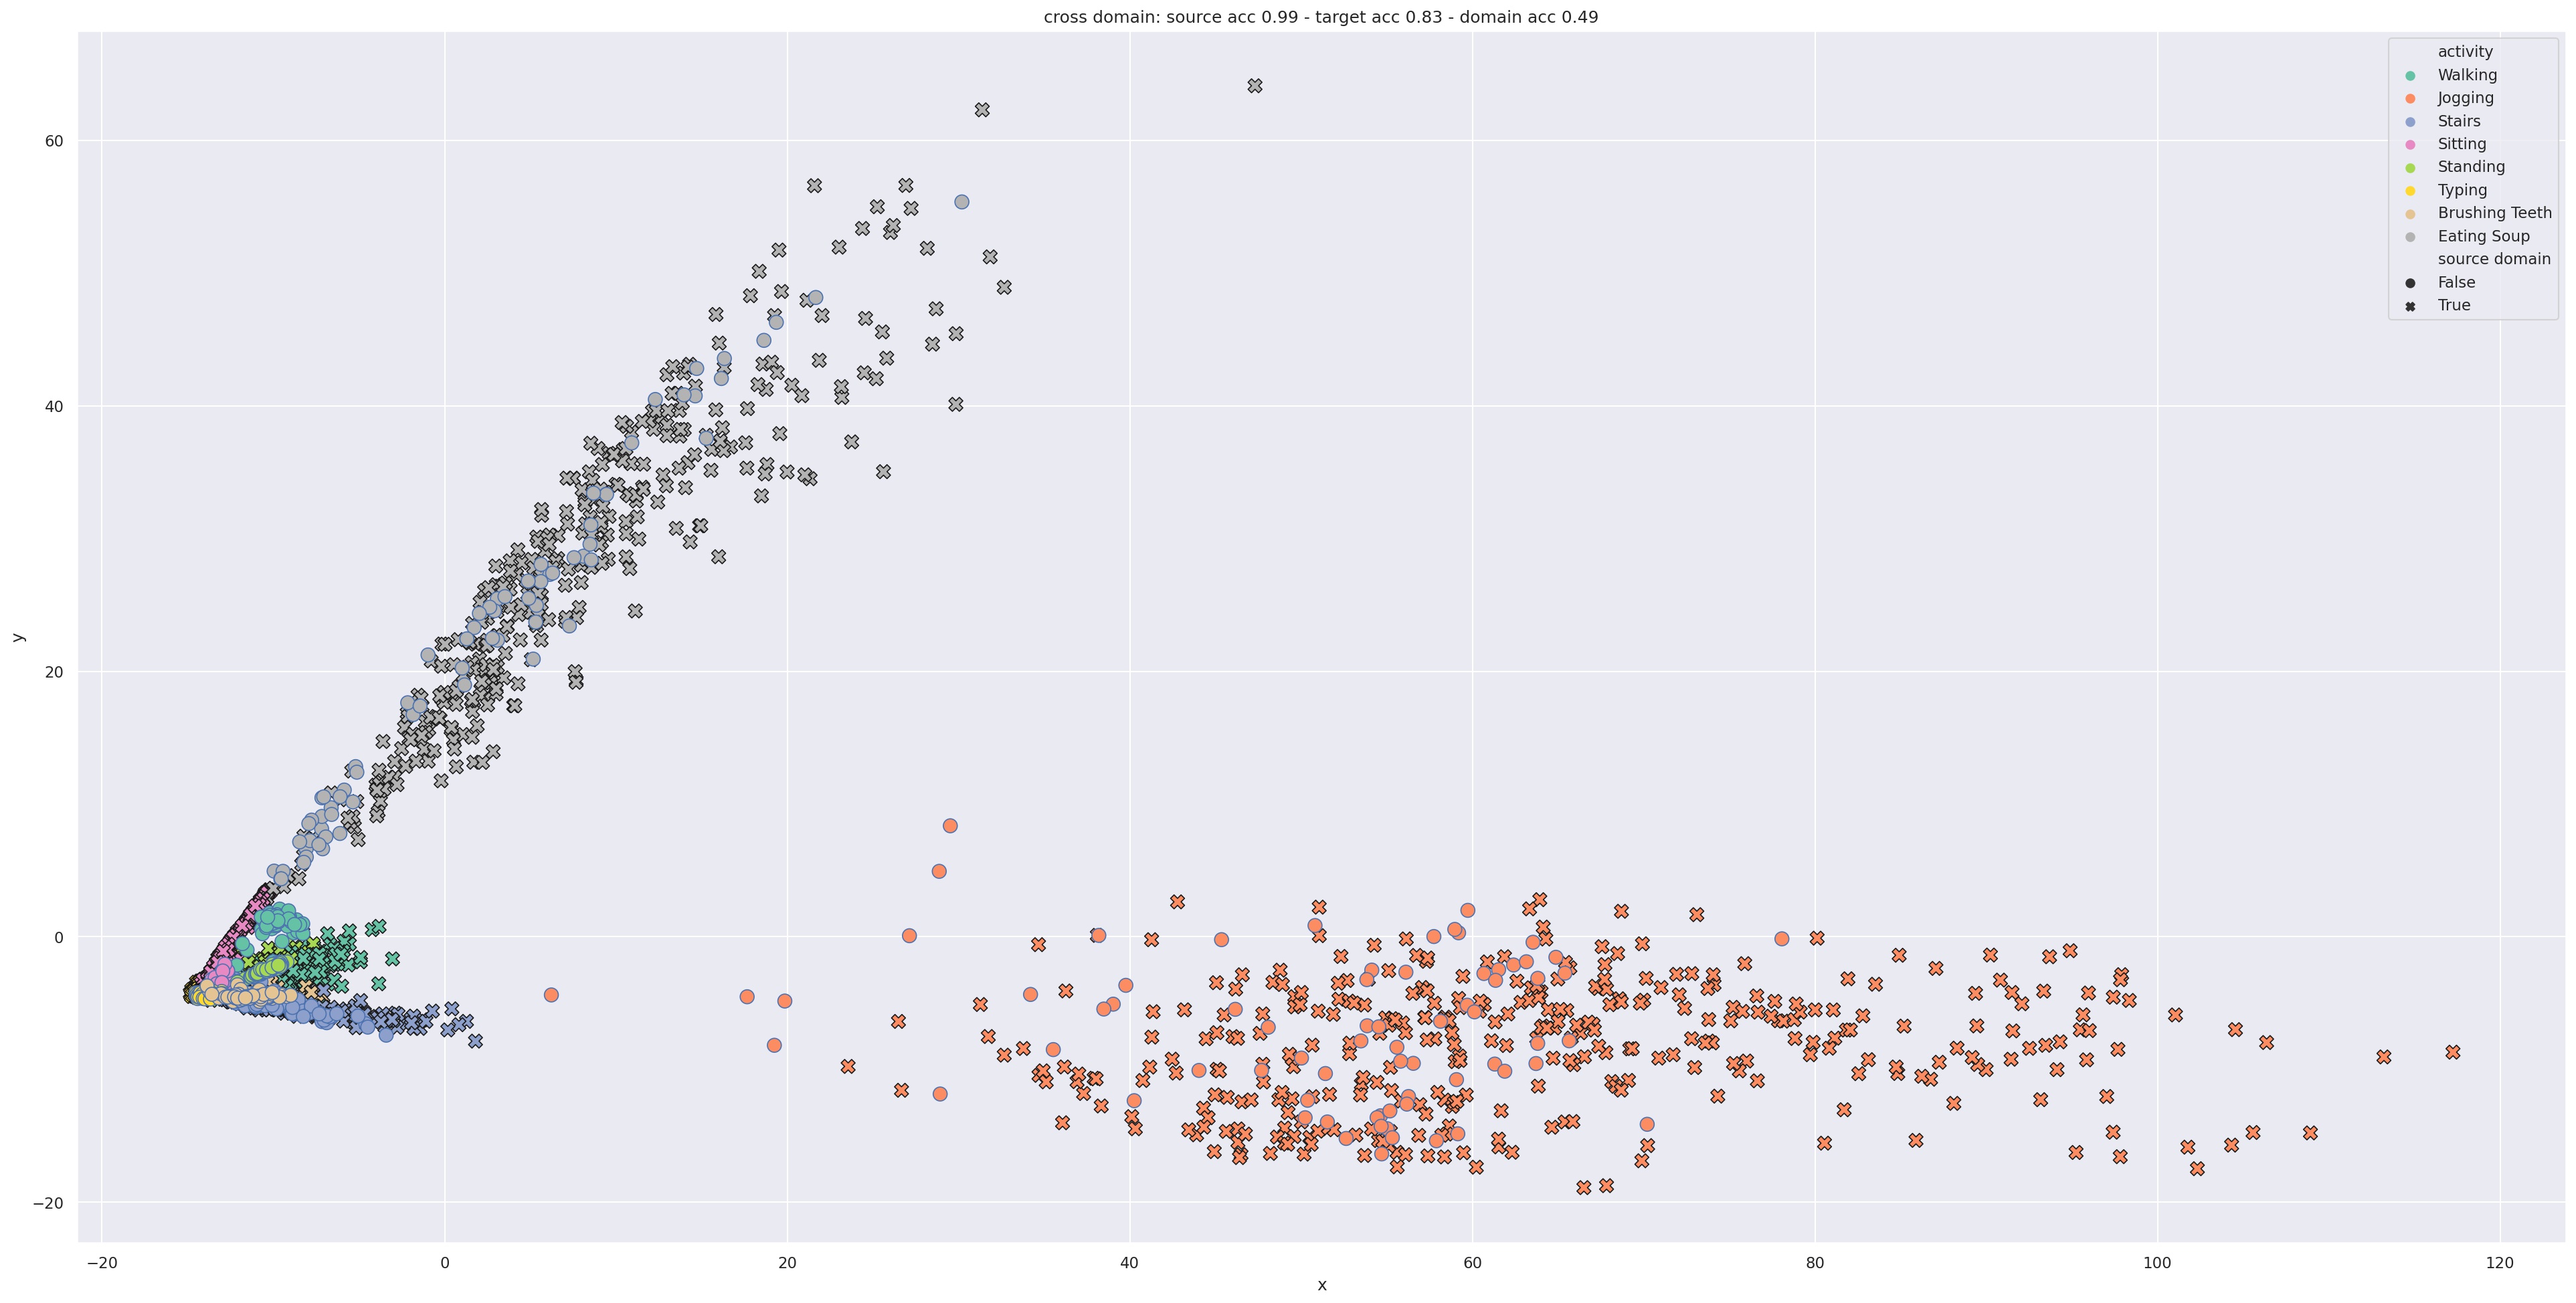 cross domain: source acc 0.99 - target acc 0.83 - domain acc 0.49
activity
Walking
Jogging
Stairs
Sitting
Standing
Typing
Brushing Teeth
Eating Soup
source domain
False
True
60
40
20
0
−20
y
−20 0 20 40 60 80 100 120
x